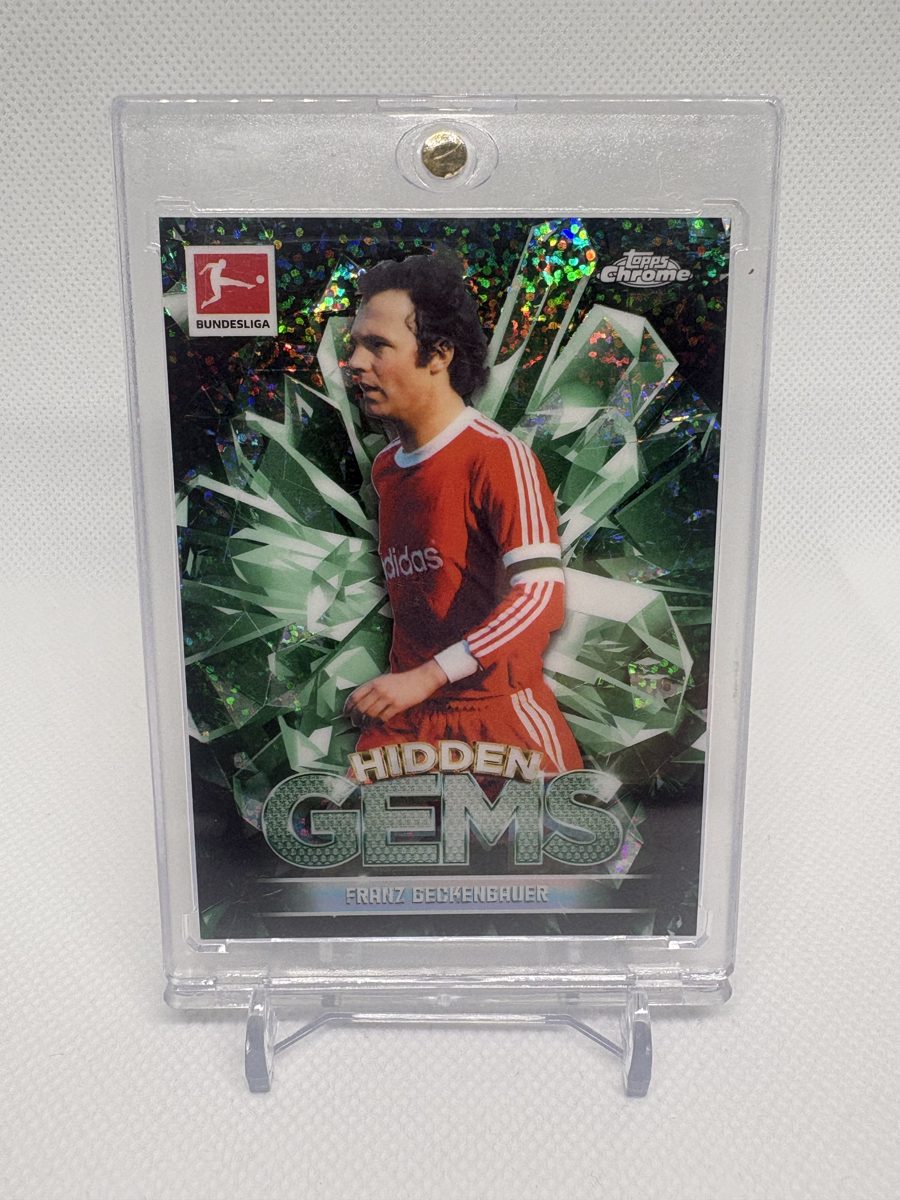 BUNDESLIGA
Topps
Chrome
adidas
HIDDEN
GEMS
FRANZ BECKENBAUER